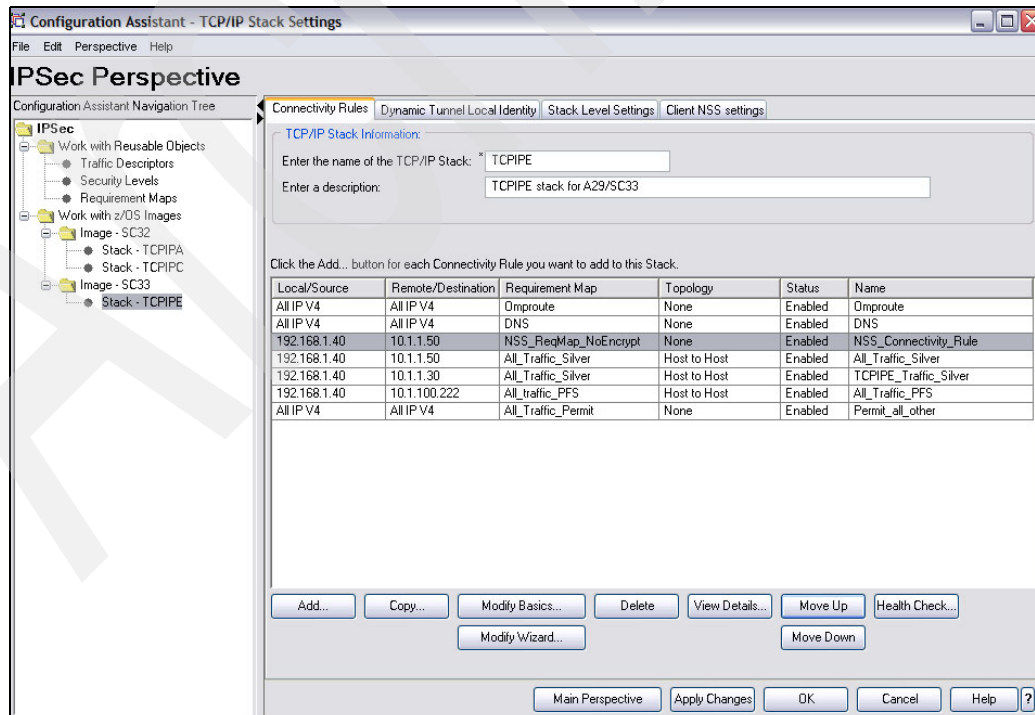 Configuration Assistant - TCP/IP Stack Settings
File Edit Perspective Help
IPSec Perspective
Configuration Assistant Navigation Tree
IPSec
Work with Reusable Objects
Traffic Descriptors
Security Levels
Requirement Maps
Work with z/OS Images
Image - SC32
Stack - TCPIPA
Stack - TCPIPC
Image - SC33
Stack - TCPIPE
Connectivity Rules Dynamic Tunnel Local Identity Stack Level Settings Client NSS settings
TCP/IP Stack Information:
Enter the name of the TCP/IP Stack: * TCPIPE
Enter a description: TCPIPE stack for A29/SC33
Click the Add... button for each Connectivity Rule you want to add to this Stack.
Local/Source Remote/Destination Requirement Map Topology Status Name
All IP V4 All IP V4 Omproute None Enabled Omproute
All IP V4 All IP V4 DNS None Enabled DNS
192.168.1.40 10.1.1.50 NSS_ReqMap_NoEncrypt None Enabled NSS_Connectivity_Rule
192.168.1.40 10.1.1.50 All_Traffic_Silver Host to Host Enabled All_Traffic_Silver
192.168.1.40 10.1.1.30 All_Traffic_Silver Host to Host Enabled TCPIPE_Traffic_Silver
192.168.1.40 10.1.100.222 All_traffic_PFS Host to Host Enabled All_Traffic_PFS
All IP V4 All IP V4 All_Traffic_Permit None Enabled Permit_all_other
Add... Copy... Modify Basics... Delete View Details... Move Up Health Check...
Modify Wizard... Move Down
Main Perspective Apply Changes OK Cancel Help ?